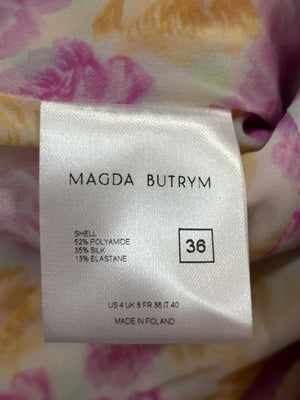 MAGDA BUTRYM
SHELL
52% POLYAMIDE
35% SILK
13% ELASTANE
36
US 4 UK 8 FR 36 IT 40
MADE IN POLAND